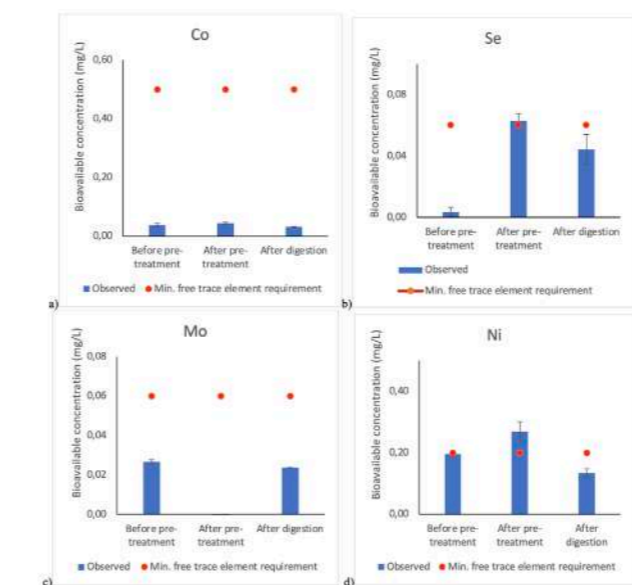 Co
Bioavailable concentration (mg/L)
0,60
0,40
0,20
0,00
Before pre-
treatment
After pre-
treatment
After digestion
Observed
Min. free trace element requirement
a)
Se
Bioavailable concentration (mg/L)
0,08
0,04
0,00
Before pre-
treatment
After pre-
treatment
After digestion
Observed
Min. free trace element requirement
b)
Mo
Bioavailable concentration (mg/L)
0,08
0,06
0,04
0,02
0,00
Before pre-
treatment
After pre-
treatment
After digestion
Observed
Min. free trace element requirement
c)
Ni
Bioavailable concentration (mg/L)
0,40
0,20
0,00
Before pre-
treatment
After pre-
treatment
After
digestion
Observed
Min. free trace element requirement
d)